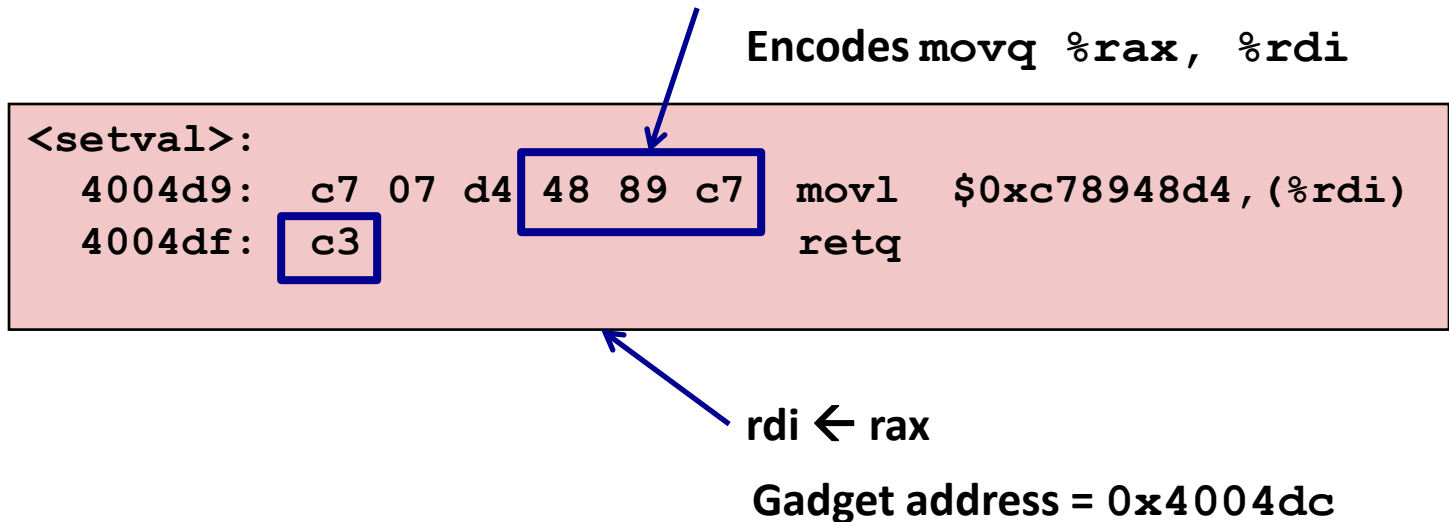 Encodes movq %rax, %rdi
<setval>:
4004d9: c7 07 d4 48 89 c7 movl $0xc78948d4,(%rdi)
4004df: c3 retq
rdi ← rax
Gadget address = 0x4004dc